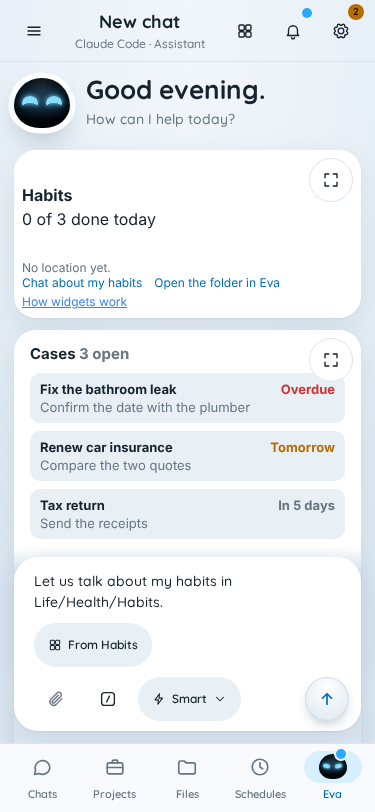 New chat
Claude Code · Assistant
2
Good evening.
How can I help today?
Habits
0 of 3 done today
No location yet.
Chat about my habits Open the folder in Eva
How widgets work
Cases 3 open
Fix the bathroom leak Overdue
Confirm the date with the plumber
Renew car insurance Tomorrow
Compare the two quotes
Tax return In 5 days
Send the receipts
Let us talk about my habits in
Life/Health/Habits.
From Habits
Smart
Chats Projects Files Schedules Eva